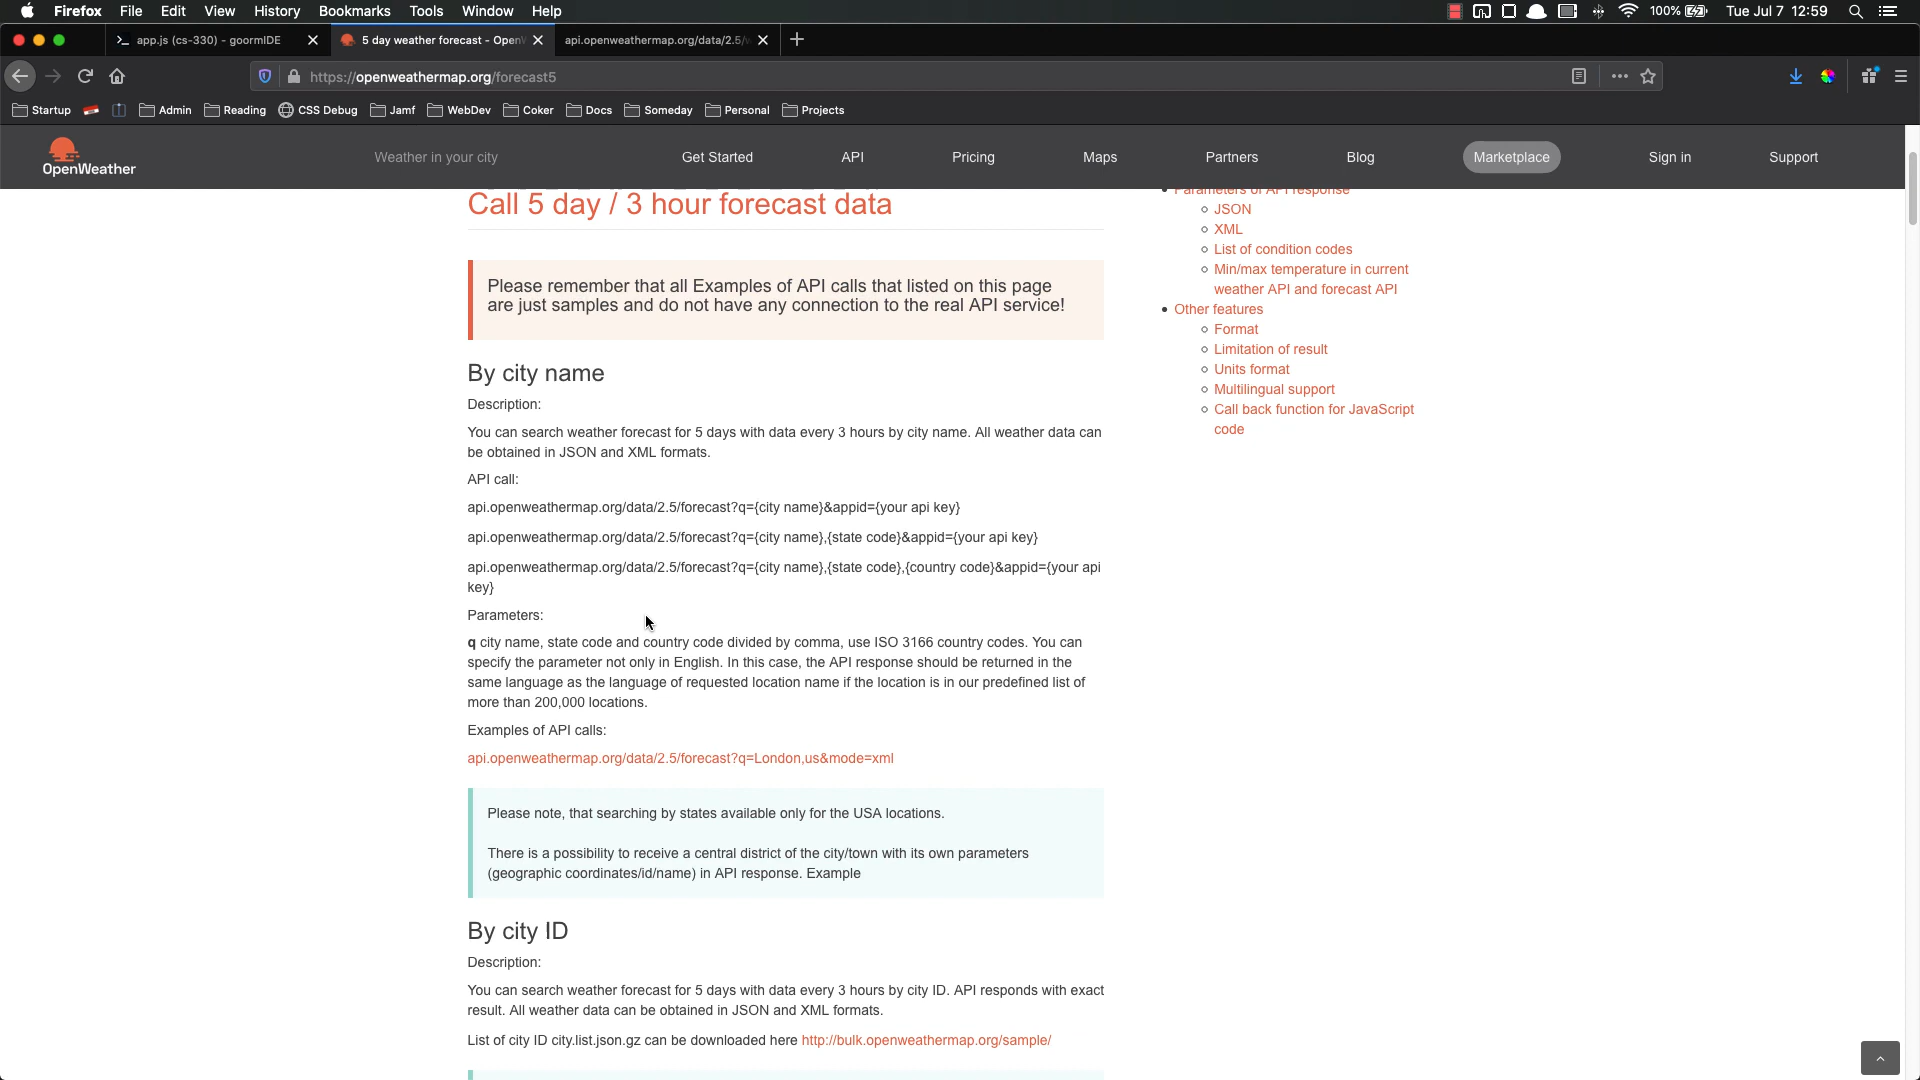 Firefox File Edit View History Bookmarks Tools Window Help 100% Tue Jul 7 12:59
app.js (cs-330) - goormIDE 5 day weather forecast - Open api.openweathermap.org/data/2.5/
https://openweathermap.org/forecast5
Startup Admin Reading CSS Debug Jamf WebDev Coker Docs Someday Personal Projects
OpenWeather Weather in your city Get Started API Pricing Maps Partners Blog Marketplace Sign in Support
Call 5 day / 3 hour forecast data
Please remember that all Examples of API calls that listed on this page
are just samples and do not have any connection to the real API service!
By city name
Description:
You can search weather forecast for 5 days with data every 3 hours by city name. All weather data can
be obtained in JSON and XML formats.
API call:
api.openweathermap.org/data/2.5/forecast?q={city name}&appid={your api key}
api.openweathermap.org/data/2.5/forecast?q={city name},{state code}&appid={your api key}
api.openweathermap.org/data/2.5/forecast?q={city name},{state code},{country code}&appid={your api
key}
Parameters:
q city name, state code and country code divided by comma, use ISO 3166 country codes. You can
specify the parameter not only in English. In this case, the API response should be returned in the
same language as the language of requested location name if the location is in our predefined list of
more than 200,000 locations.
Examples of API calls:
api.openweathermap.org/data/2.5/forecast?q=London,us&mode=xml
Please note, that searching by states available only for the USA locations.
There is a possibility to receive a central district of the city/town with its own parameters
(geographic coordinates/id/name) in API response. Example
By city ID
Description:
You can search weather forecast for 5 days with data every 3 hours by city ID. API responds with exact
result. All weather data can be obtained in JSON and XML formats.
List of city ID city.list.json.gz can be downloaded here http://bulk.openweathermap.org/sample/
Parameters of API response
JSON
XML
List of condition codes
Min/max temperature in current
weather API and forecast API
Other features
Format
Limitation of result
Units format
Multilingual support
Call back function for JavaScript
code